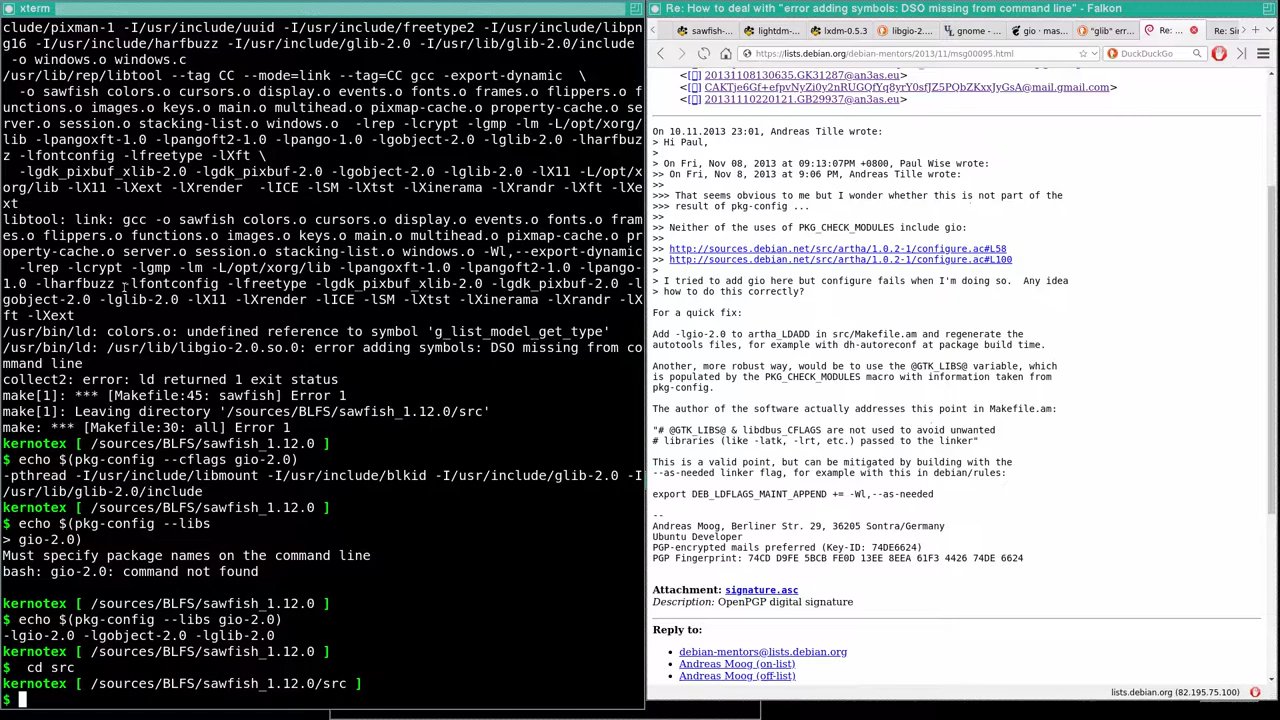 xterm
clude/pixman-1 -I/usr/include/uuid -I/usr/include/freetype2 -I/usr/include/libpn
g16 -I/usr/include/harfbuzz -I/usr/include/glib-2.0 -I/usr/lib/glib-2.0/include
 -o windows.o windows.c
/usr/lib/rep/libtool --tag CC --mode=link --tag=CC gcc -export-dynamic  \
  -o sawfish colors.o cursors.o display.o events.o fonts.o frames.o flippers.o f
unctions.o images.o keys.o main.o multihead.o pixmap-cache.o property-cache.o se
rver.o session.o stacking-list.o windows.o  -lrep -lcrypt -lgmp -lm -L/opt/xorg/
lib -lpangoxft-1.0 -lpangoft2-1.0 -lpango-1.0 -lgobject-2.0 -lglib-2.0 -lharfbuz
z -lfontconfig -lfreetype -lXft \
  -lgdk_pixbuf_xlib-2.0 -lgdk_pixbuf-2.0 -lgobject-2.0 -lglib-2.0 -lX11 -L/opt/x
org/lib -lX11 -lXext -lXrender  -lICE -lSM -lXtst -lXinerama -lXrandr -lXft -lXe
xt
libtool: link: gcc -o sawfish colors.o cursors.o display.o events.o fonts.o fram
es.o flippers.o functions.o images.o keys.o main.o multihead.o pixmap-cache.o pr
operty-cache.o server.o session.o stacking-list.o windows.o -Wl,--export-dynamic
  -lrep -lcrypt -lgmp -lm -L/opt/xorg/lib -lpangoxft-1.0 -lpangoft2-1.0 -lpango-
1.0 -lharfbuzz -lfontconfig -lfreetype -lgdk_pixbuf_xlib-2.0 -lgdk_pixbuf-2.0 -l
gobject-2.0 -lglib-2.0 -lX11 -lXrender -lICE -lSM -lXtst -lXinerama -lXrandr -lX
ft -lXext
/usr/bin/ld: colors.o: undefined reference to symbol 'g_list_model_get_type'
/usr/bin/ld: /usr/lib/libgio-2.0.so.0: error adding symbols: DSO missing from co
mmand line
collect2: error: ld returned 1 exit status
make[1]: *** [Makefile:45: sawfish] Error 1
make[1]: Leaving directory '/sources/BLFS/sawfish_1.12.0/src'
make: *** [Makefile:30: all] Error 1
kernotex [ /sources/BLFS/sawfish_1.12.0 ]
$ echo $(pkg-config --cflags gio-2.0)
-pthread -I/usr/include/libmount -I/usr/include/blkid -I/usr/include/glib-2.0 -I
/usr/lib/glib-2.0/include
kernotex [ /sources/BLFS/sawfish_1.12.0 ]
$ echo $(pkg-config --libs
> gio-2.0)
Must specify package names on the command line
bash: gio-2.0: command not found
kernotex [ /sources/BLFS/sawfish_1.12.0 ]
$ echo $(pkg-config --libs gio-2.0)
-lgio-2.0 -lgobject-2.0 -lglib-2.0
kernotex [ /sources/BLFS/sawfish_1.12.0 ]
$  cd src
kernotex [ /sources/BLFS/sawfish_1.12.0/src ]
$
Re: How to deal with "error adding symbols: DSO missing from command line" - Falkon
sawfish-... lightdm-... lxdm-0.5.3 libgio-2.... gnome - ... gio • mas... "glib" err... Re: ... Re: Si
https://lists.debian.org/debian-mentors/2013/11/msg00095.html DuckDuckGo
<[] 20131108130635.GK31287@an3as.eu>
<[] CAKTje6Gf+efpvNyZi0y2nRUGQfYq8yrY0sfJZ5PQbZKxxJyGsA@mail.gmail.com>
<[] 20131110220121.GB29937@an3as.eu>
On 10.11.2013 23:01, Andreas Tille wrote:
> Hi Paul,
>
> On Fri, Nov 08, 2013 at 09:13:07PM +0800, Paul Wise wrote:
>> On Fri, Nov 8, 2013 at 9:06 PM, Andreas Tille wrote:
>>
>>> That seems obvious to me but I wonder whether this is not part of the
>>> result of pkg-config ...
>>
>> Neither of the uses of PKG_CHECK_MODULES include gio:
>>
>> http://sources.debian.net/src/artha/1.0.2-1/configure.ac#L58
>> http://sources.debian.net/src/artha/1.0.2-1/configure.ac#L100
>
> I tried to add gio here but configure fails when I'm doing so.  Any idea
> how to do this correctly?
For a quick fix:
Add -lgio-2.0 to artha_LDADD in src/Makefile.am and regenerate the
autotools files, for example with dh-autoreconf at package build time.
Another, more robust way, would be to use the @GTK_LIBS@ variable, which
is populated by the PKG_CHECK_MODULES macro with information taken from
pkg-config.
The author of the software actually addresses this point in Makefile.am:
"# @GTK_LIBS@ & libdbus_CFLAGS are not used to avoid unwanted
# libraries (like -latk, -lrt, etc.) passed to the linker"
This is a valid point, but can be mitigated by building with the
--as-needed linker flag, for example with this in debian/rules:
export DEB_LDFLAGS_MAINT_APPEND += -Wl,--as-needed
--
Andreas Moog, Berliner Str. 29, 36205 Sontra/Germany
Ubuntu Developer
PGP-encrypted mails preferred (Key-ID: 74DE6624)
PGP Fingerprint: 74CD D9FE 5BCB FE0D 13EE 8EEA 61F3 4426 74DE 6624
Attachment: signature.asc
Description: OpenPGP digital signature
Reply to:
debian-mentors@lists.debian.org
Andreas Moog (on-list)
Andreas Moog (off-list)
lists.debian.org (82.195.75.100)